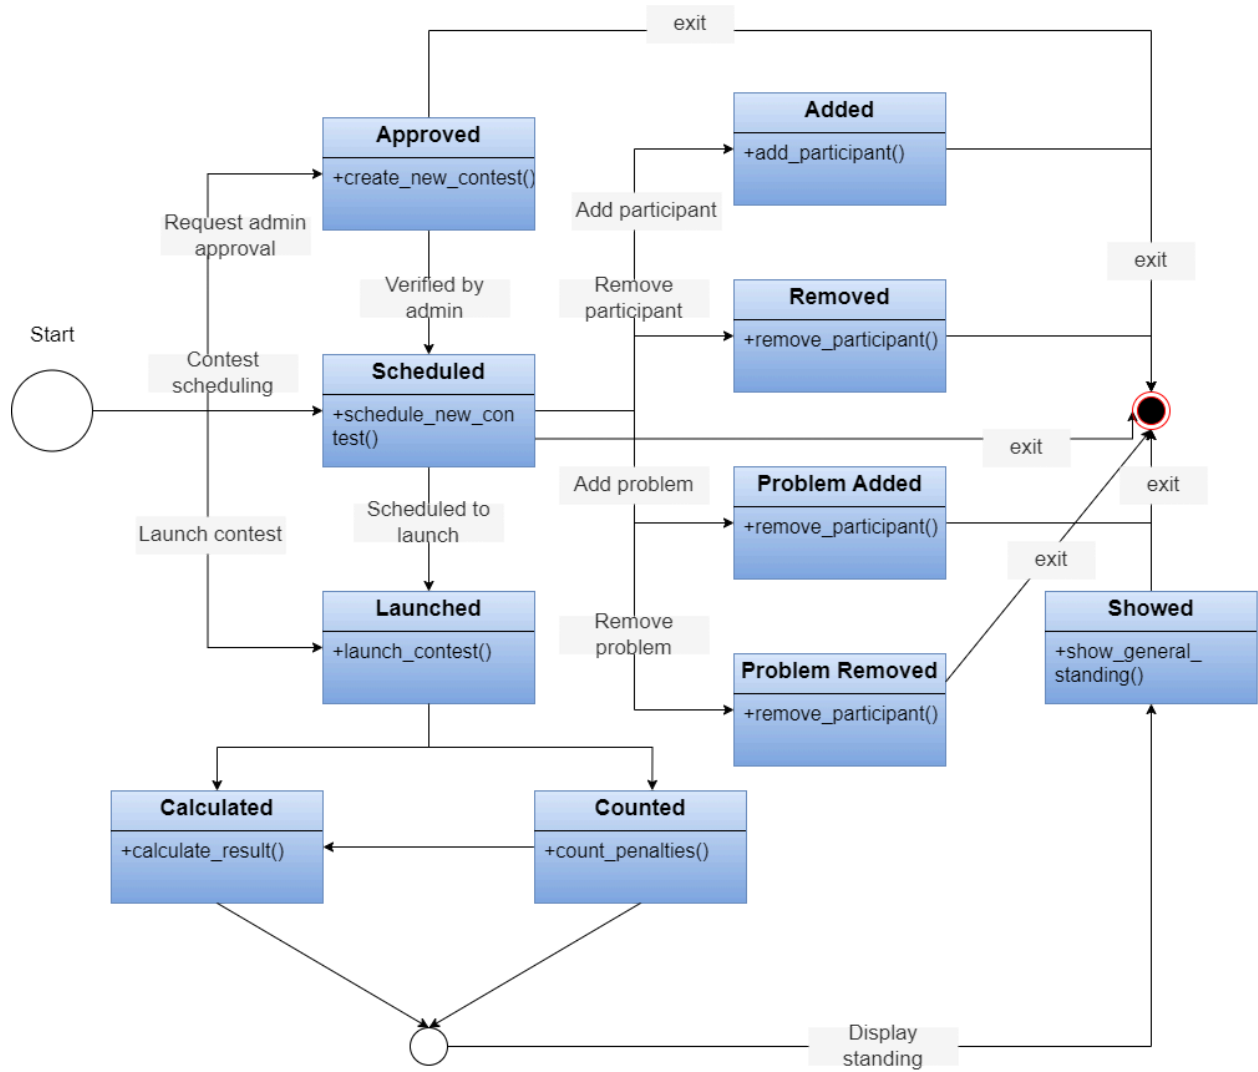 exit
Approved
+create_new_contest()
Added
+add_participant()
Request admin
approval
Add participant
exit
Verified by
admin
Remove
participant
Removed
+remove_participant()
Start
Contest
scheduling
Scheduled
+schedule_new_con
test()
exit
Add problem
Problem Added
+remove_participant()
exit
Launch contest
Scheduled to
launch
exit
Launched
+launch_contest()
Remove
problem
Problem Removed
+remove_participant()
Showed
+show_general_
standing()
Calculated
+calculate_result()
Counted
+count_penalties()
Display
standing